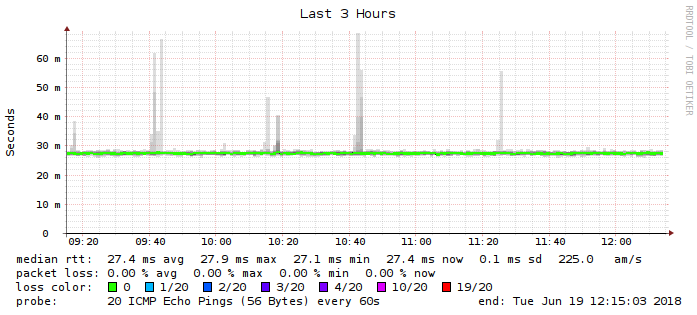 Last 3 Hours
RRDTOOL / TOBI OETIKER
Seconds
60 m
50 m
40 m
30 m
20 m
10 m
0
09:20 09:40 10:00 10:20 10:40 11:00 11:20 11:40 12:00
median rtt: 27.4 ms avg 27.9 ms max 27.1 ms min 27.4 ms now 0.1 ms sd 225.0 am/s
packet loss: 0.00 % avg 0.00 % max 0.00 % min 0.00 % now
loss color: 0 1/20 2/20 3/20 4/20 10/20 19/20
probe: 20 ICMP Echo Pings (56 Bytes) every 60s end: Tue Jun 19 12:15:03 2018